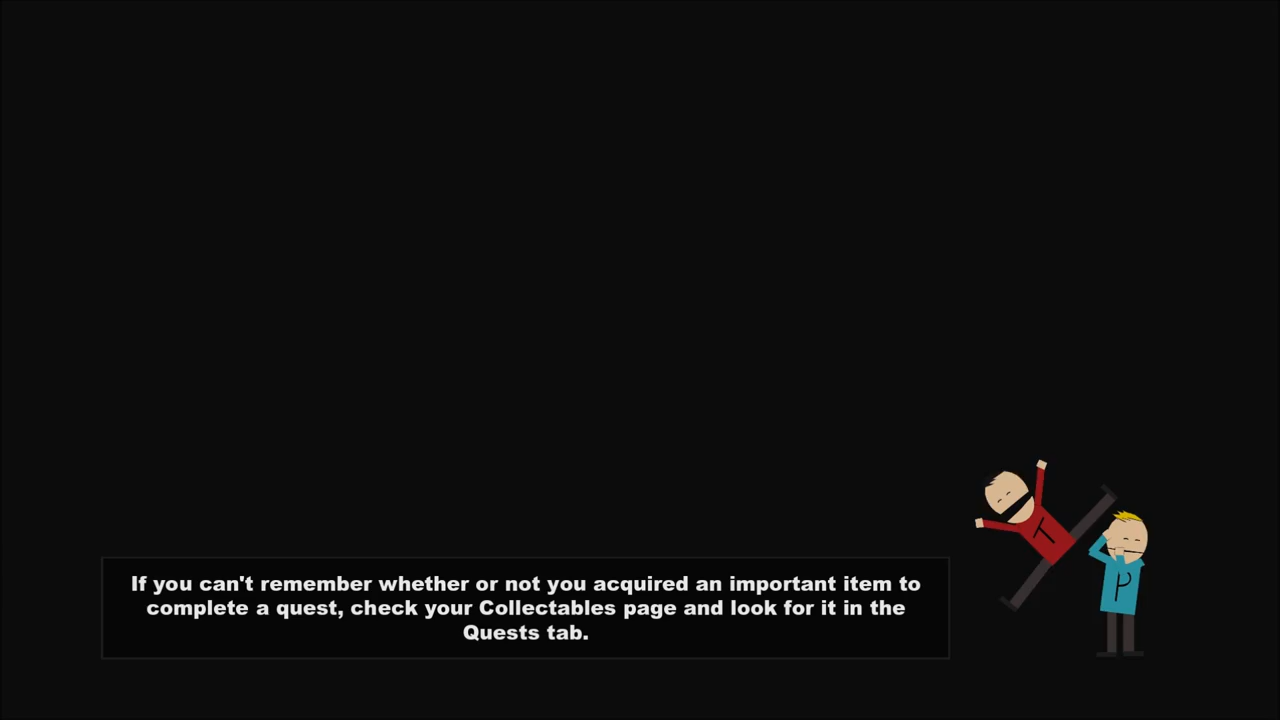 If you can't remember whether or not you acquired an important item to
complete a quest, check your Collectables page and look for it in the
Quests tab.
T
P